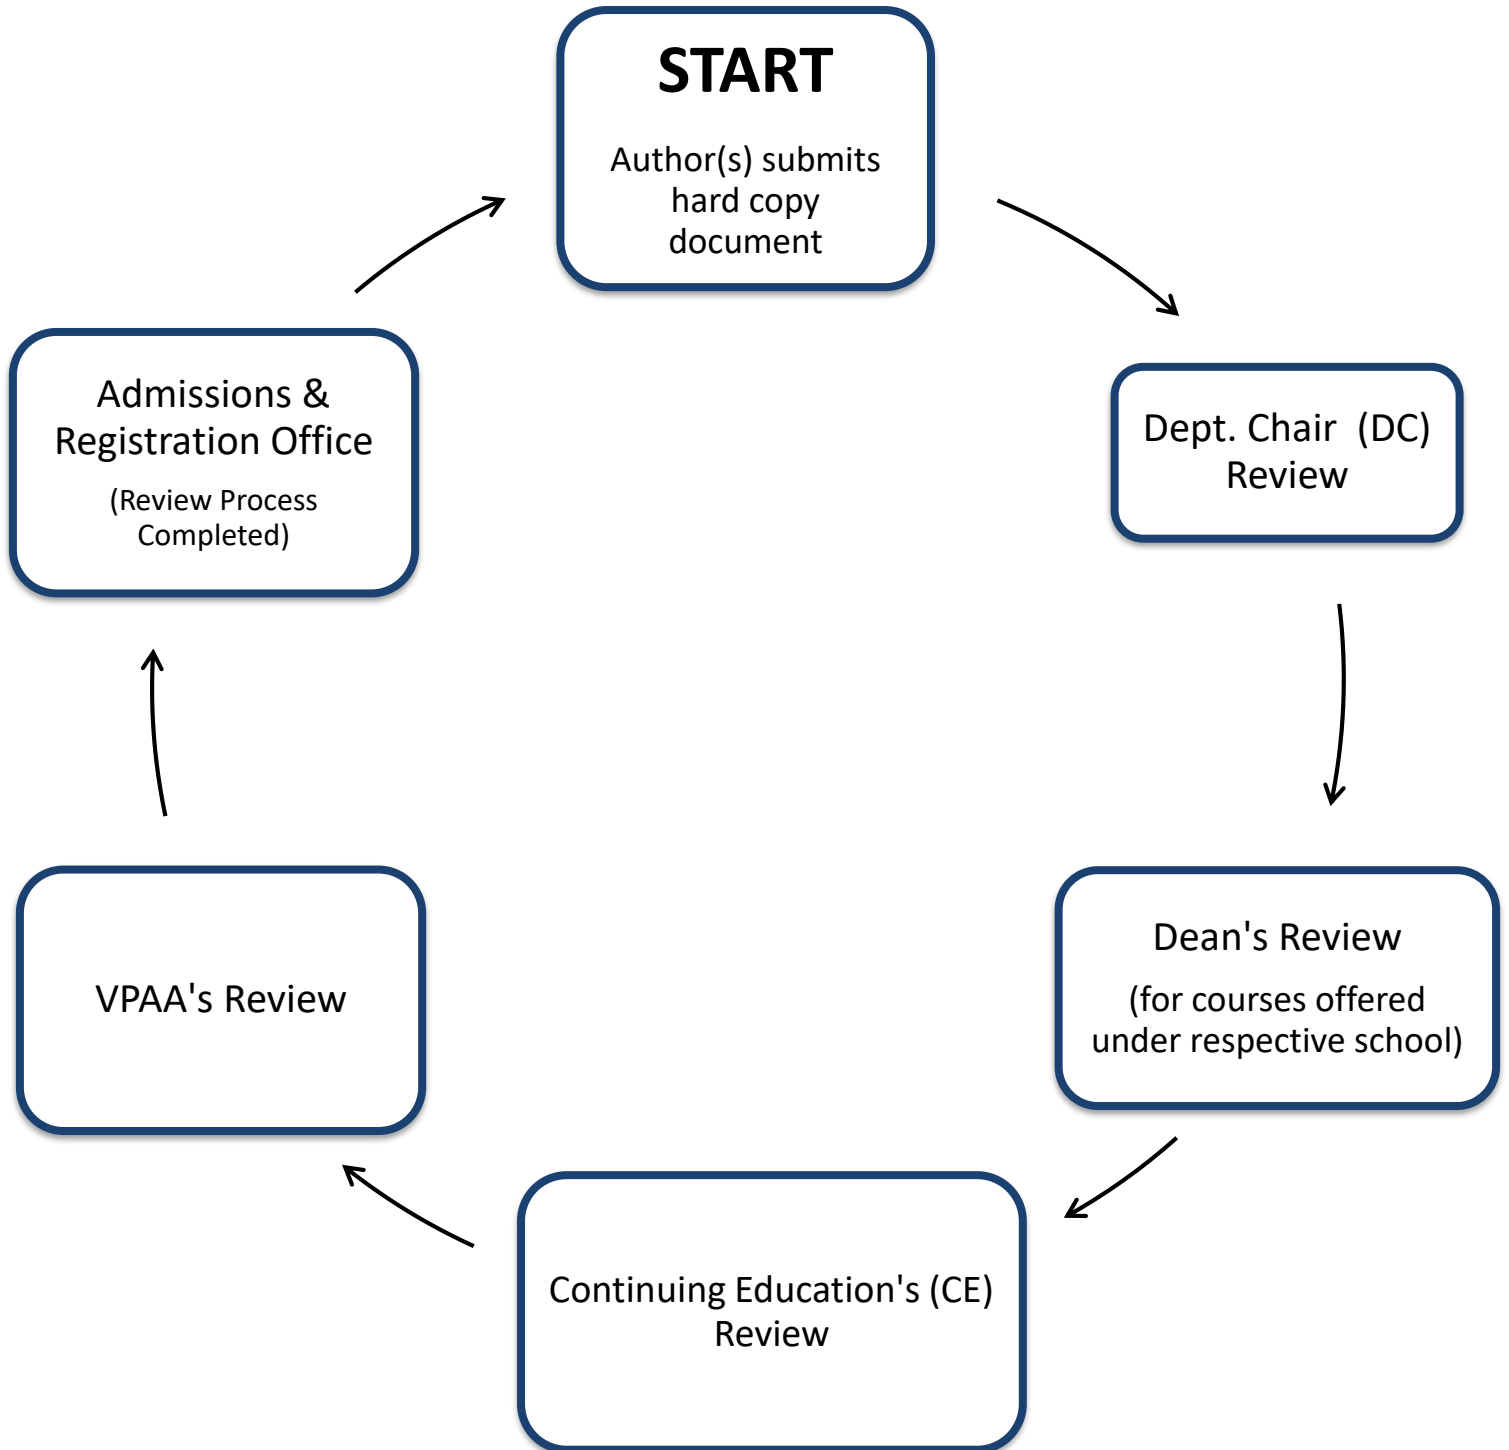 START
Author(s) submits
hard copy
document
Dept. Chair  (DC)
Review
Dean's Review
(for courses offered
under respective school)
Continuing Education's (CE)
Review
VPAA's Review
Admissions &
Registration Office
(Review Process
Completed)